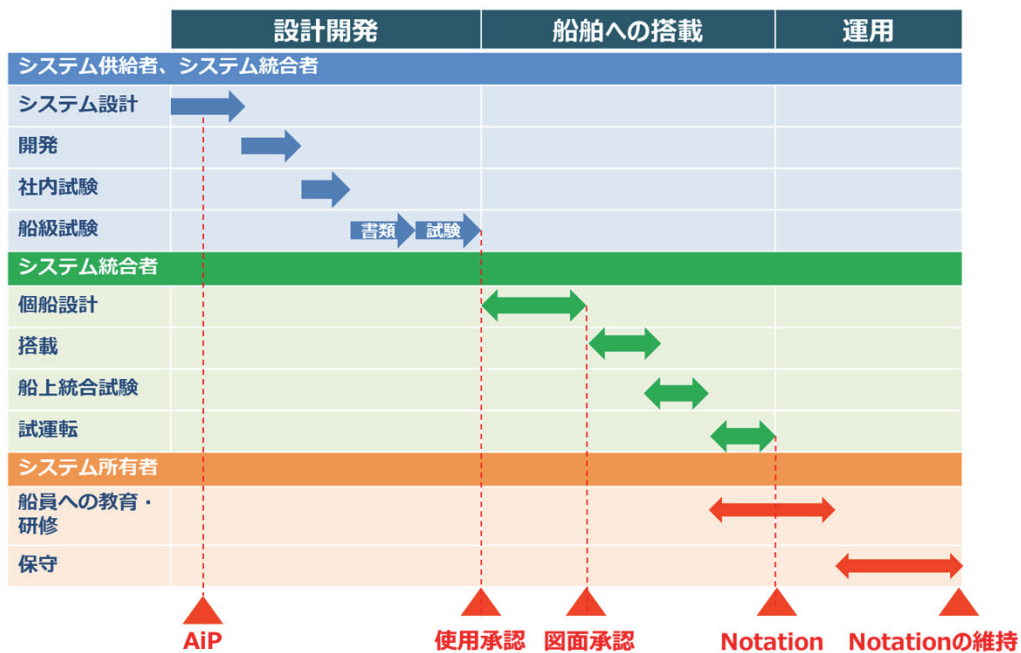 設計開発
船舶への搭載
運用
システム供給者、システム統合者
システム設計
開発
社内試験
船級試験
書類
試験
システム統合者
個船設計
搭載
船上統合試験
試運転
システム所有者
船員への教育・
研修
保守
AiP
使用承認
図面承認
Notation
Notationの維持